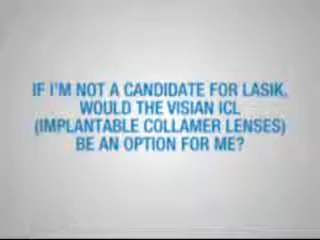 IF I'M NOT A CANDIDATE FOR LASIK,
WOULD THE VISIAN ICL
(IMPLANTABLE COLLAMER LENSES)
BE AN OPTION FOR ME?